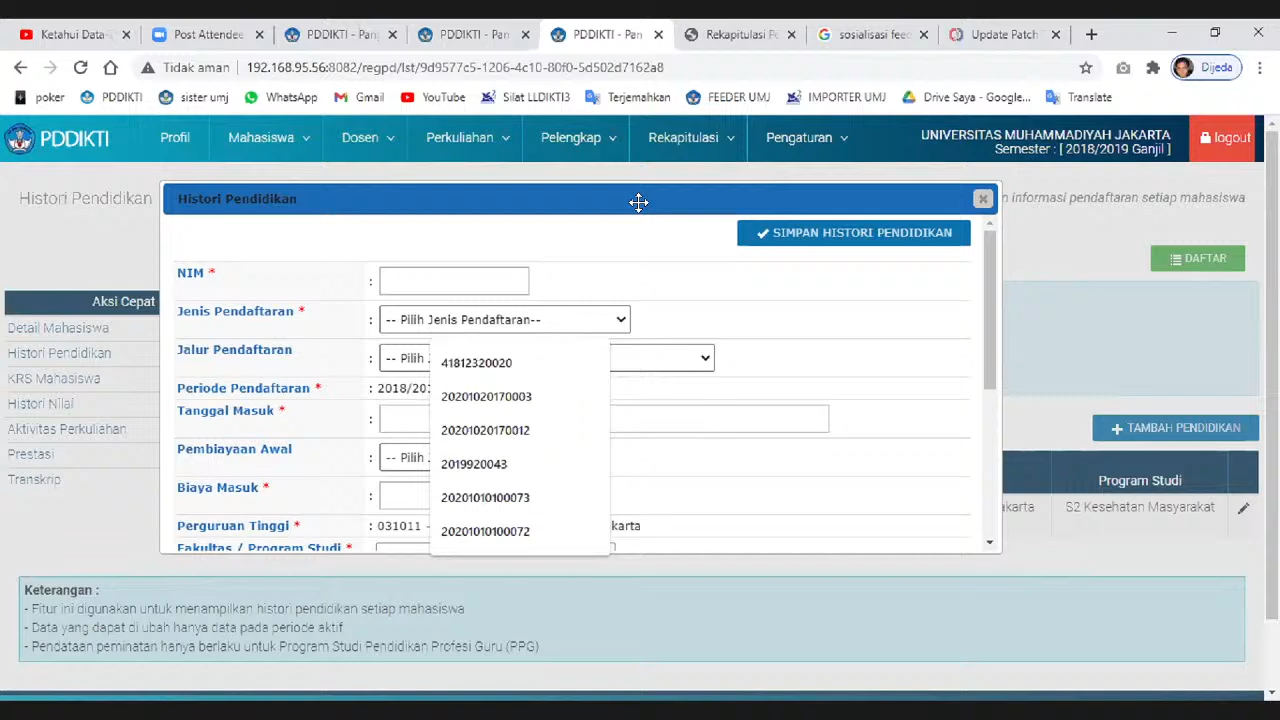 Ketahui Data-
Post Attendee
PDDIKTI - Pan
PDDIKTI - Pan
PDDIKTI - Pan
Rekapitulasi Pe
sosialisasi feed
Update Patch
Tidak aman
192.168.95.56:8082/regpd/lst/9d9577c5-1206-4c10-80f0-5d502d7162a8
Dijeda
poker
PDDIKTI
sister umj
WhatsApp
Gmail
YouTube
Silat LLDIKTI3
Terjemahkan
FEEDER UMJ
IMPORTER UMJ
Drive Saya - Google...
Translate
PDDIKTI
Profil
Mahasiswa
Dosen
Perkuliahan
Pelengkap
Rekapitulasi
Pengaturan
UNIVERSITAS MUHAMMADIYAH JAKARTA
Semester : [ 2018/2019 Ganjil ]
logout
Histori Pendidikan
n informasi pendaftaran setiap mahasiswa
DAFTAR
Aksi Cepat
Detail Mahasiswa
Histori Pendidikan
KRS Mahasiswa
Histori Nilai
Aktivitas Perkuliahan
Prestasi
Transkrip
Histori Pendidikan
SIMPAN HISTORI PENDIDIKAN
NIM * :
Jenis Pendaftaran * : -- Pilih Jenis Pendaftaran--
Jalur Pendaftaran : -- Pilih J
Periode Pendaftaran * : 2018/201
Tanggal Masuk * :
Pembiayaan Awal : -- Pilih
Biaya Masuk * :
Perguruan Tinggi * : 031011 - karta
Fakultas / Program Studi *
41812320020
20201020170003
20201020170012
2019920043
20201010100073
20201010100072
TAMBAH PENDIDIKAN
Program Studi
karta
S2 Kesehatan Masyarakat
Keterangan :
- Fitur ini digunakan untuk menampilkan histori pendidikan setiap mahasiswa
- Data yang dapat di ubah hanya data pada periode aktif
- Pendataan peminatan hanya berlaku untuk Program Studi Pendidikan Profesi Guru (PPG)